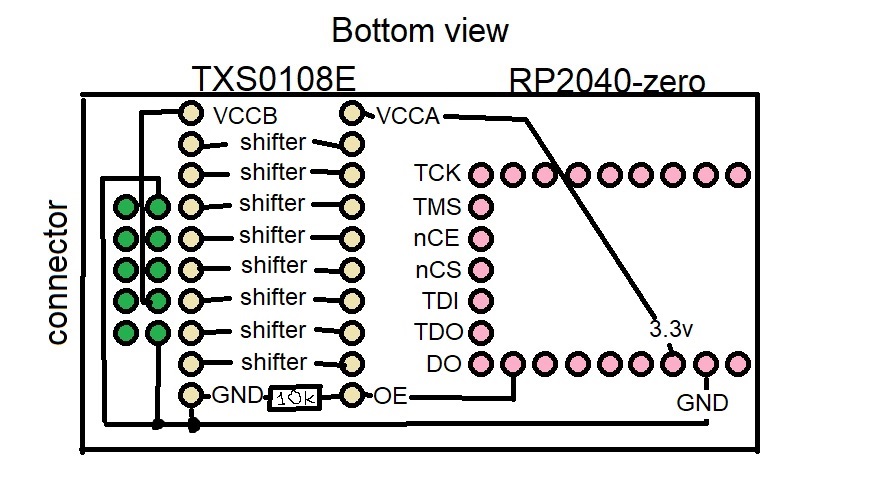 Bottom view
TXS0108E
RP2040-zero
VCCB
VCCA
shifter
shifter
TCK
shifter
TMS
shifter
nCE
shifter
nCS
shifter
TDI
shifter
TDO
3.3v
shifter
DO
GND
10k
OE
GND
connector